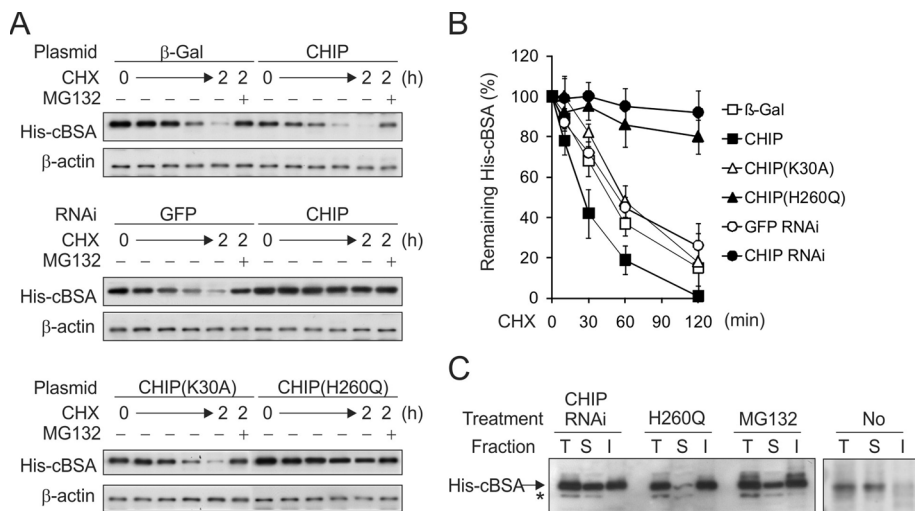 A
Plasmid β-Gal CHIP
CHX 0 2 2 0 2 2 (h)
MG132 – – – – – + – – – – – +
His-cBSA
β-actin
RNAi GFP CHIP
CHX 0 2 2 0 2 2 (h)
MG132 – – – – – + – – – – – +
His-cBSA
β-actin
Plasmid CHIP(K30A) CHIP(H260Q)
CHX 0 2 2 0 2 2 (h)
MG132 – – – – – + – – – – – +
His-cBSA
β-actin
B
Remaining His-cBSA (%)
120
100
80
60
40
20
0
CHX 0 30 60 90 120 (min)
ß-Gal
CHIP
CHIP(K30A)
CHIP(H260Q)
GFP RNAi
CHIP RNAi
C
Treatment CHIP RNAi H260Q MG132 No
Fraction T S I T S I T S I T S I
His-cBSA
*